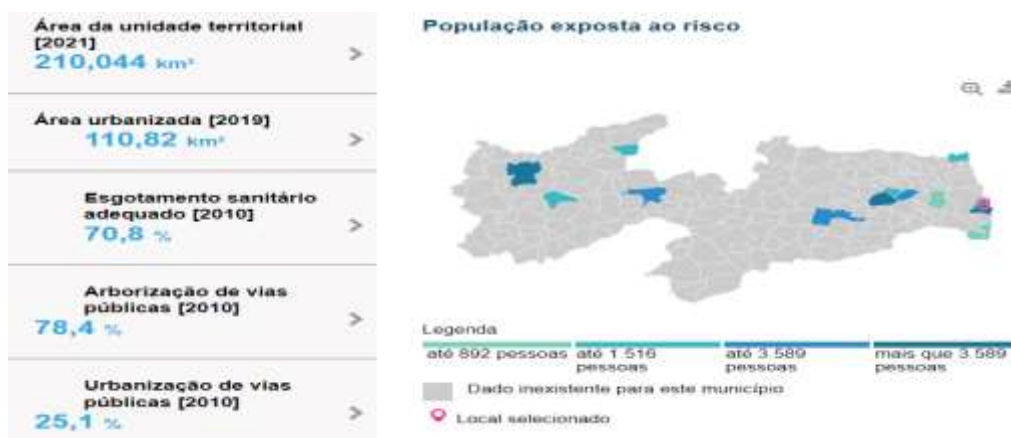 Área da unidade territorial
[2021]
210,044 km²
Área urbanizada [2019]
110,82 km²
Esgotamento sanitário
adequado [2010]
70,8 %
Arborização de vias
públicas [2010]
78,4 %
Urbanização de vias
públicas [2010]
25,1 %
População exposta ao risco
Legenda
até 892 pessoas
até 1.516
pessoas
até 3.589
pessoas
mais que 3.589
pessoas
Dado inexistente para este município
Local selecionado